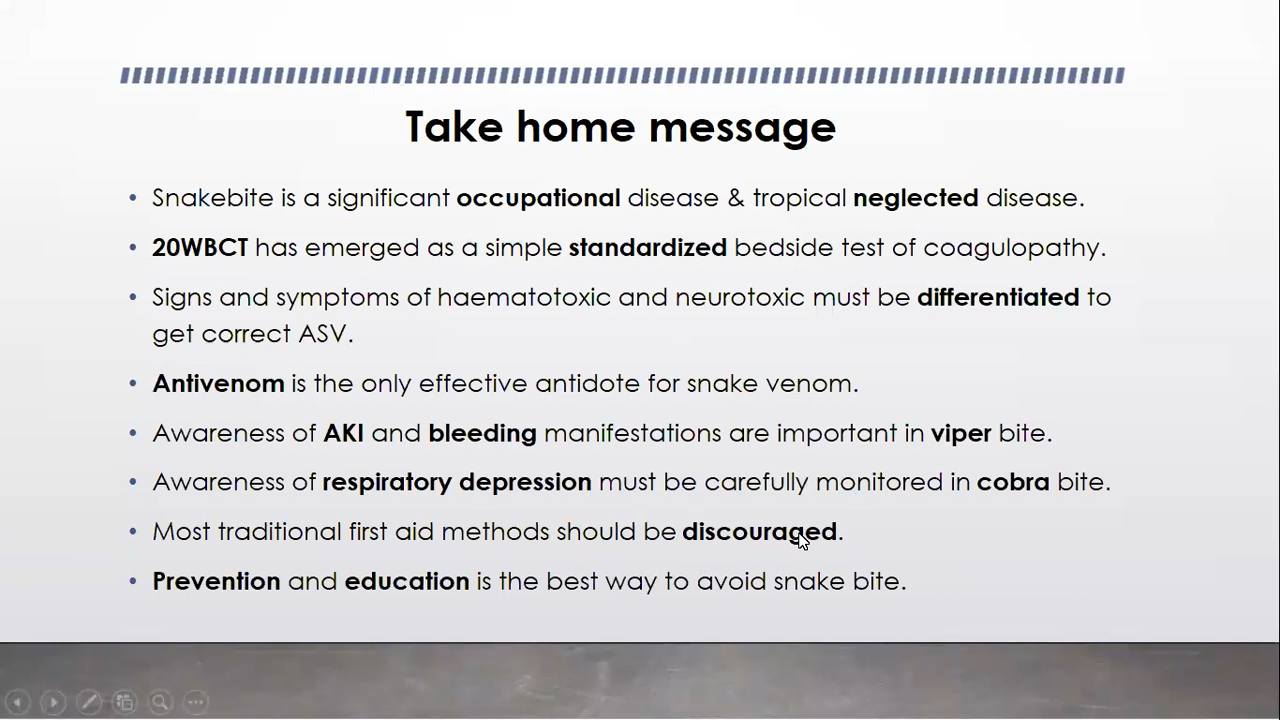 Take home message
• Snakebite is a significant occupational disease & tropical neglected disease.
• 20WBCT has emerged as a simple standardized bedside test of coagulopathy.
• Signs and symptoms of haematotoxic and neurotoxic must be differentiated to
get correct ASV.
• Antivenom is the only effective antidote for snake venom.
• Awareness of AKI and bleeding manifestations are important in viper bite.
• Awareness of respiratory depression must be carefully monitored in cobra bite.
• Most traditional first aid methods should be discouraged.
• Prevention and education is the best way to avoid snake bite.